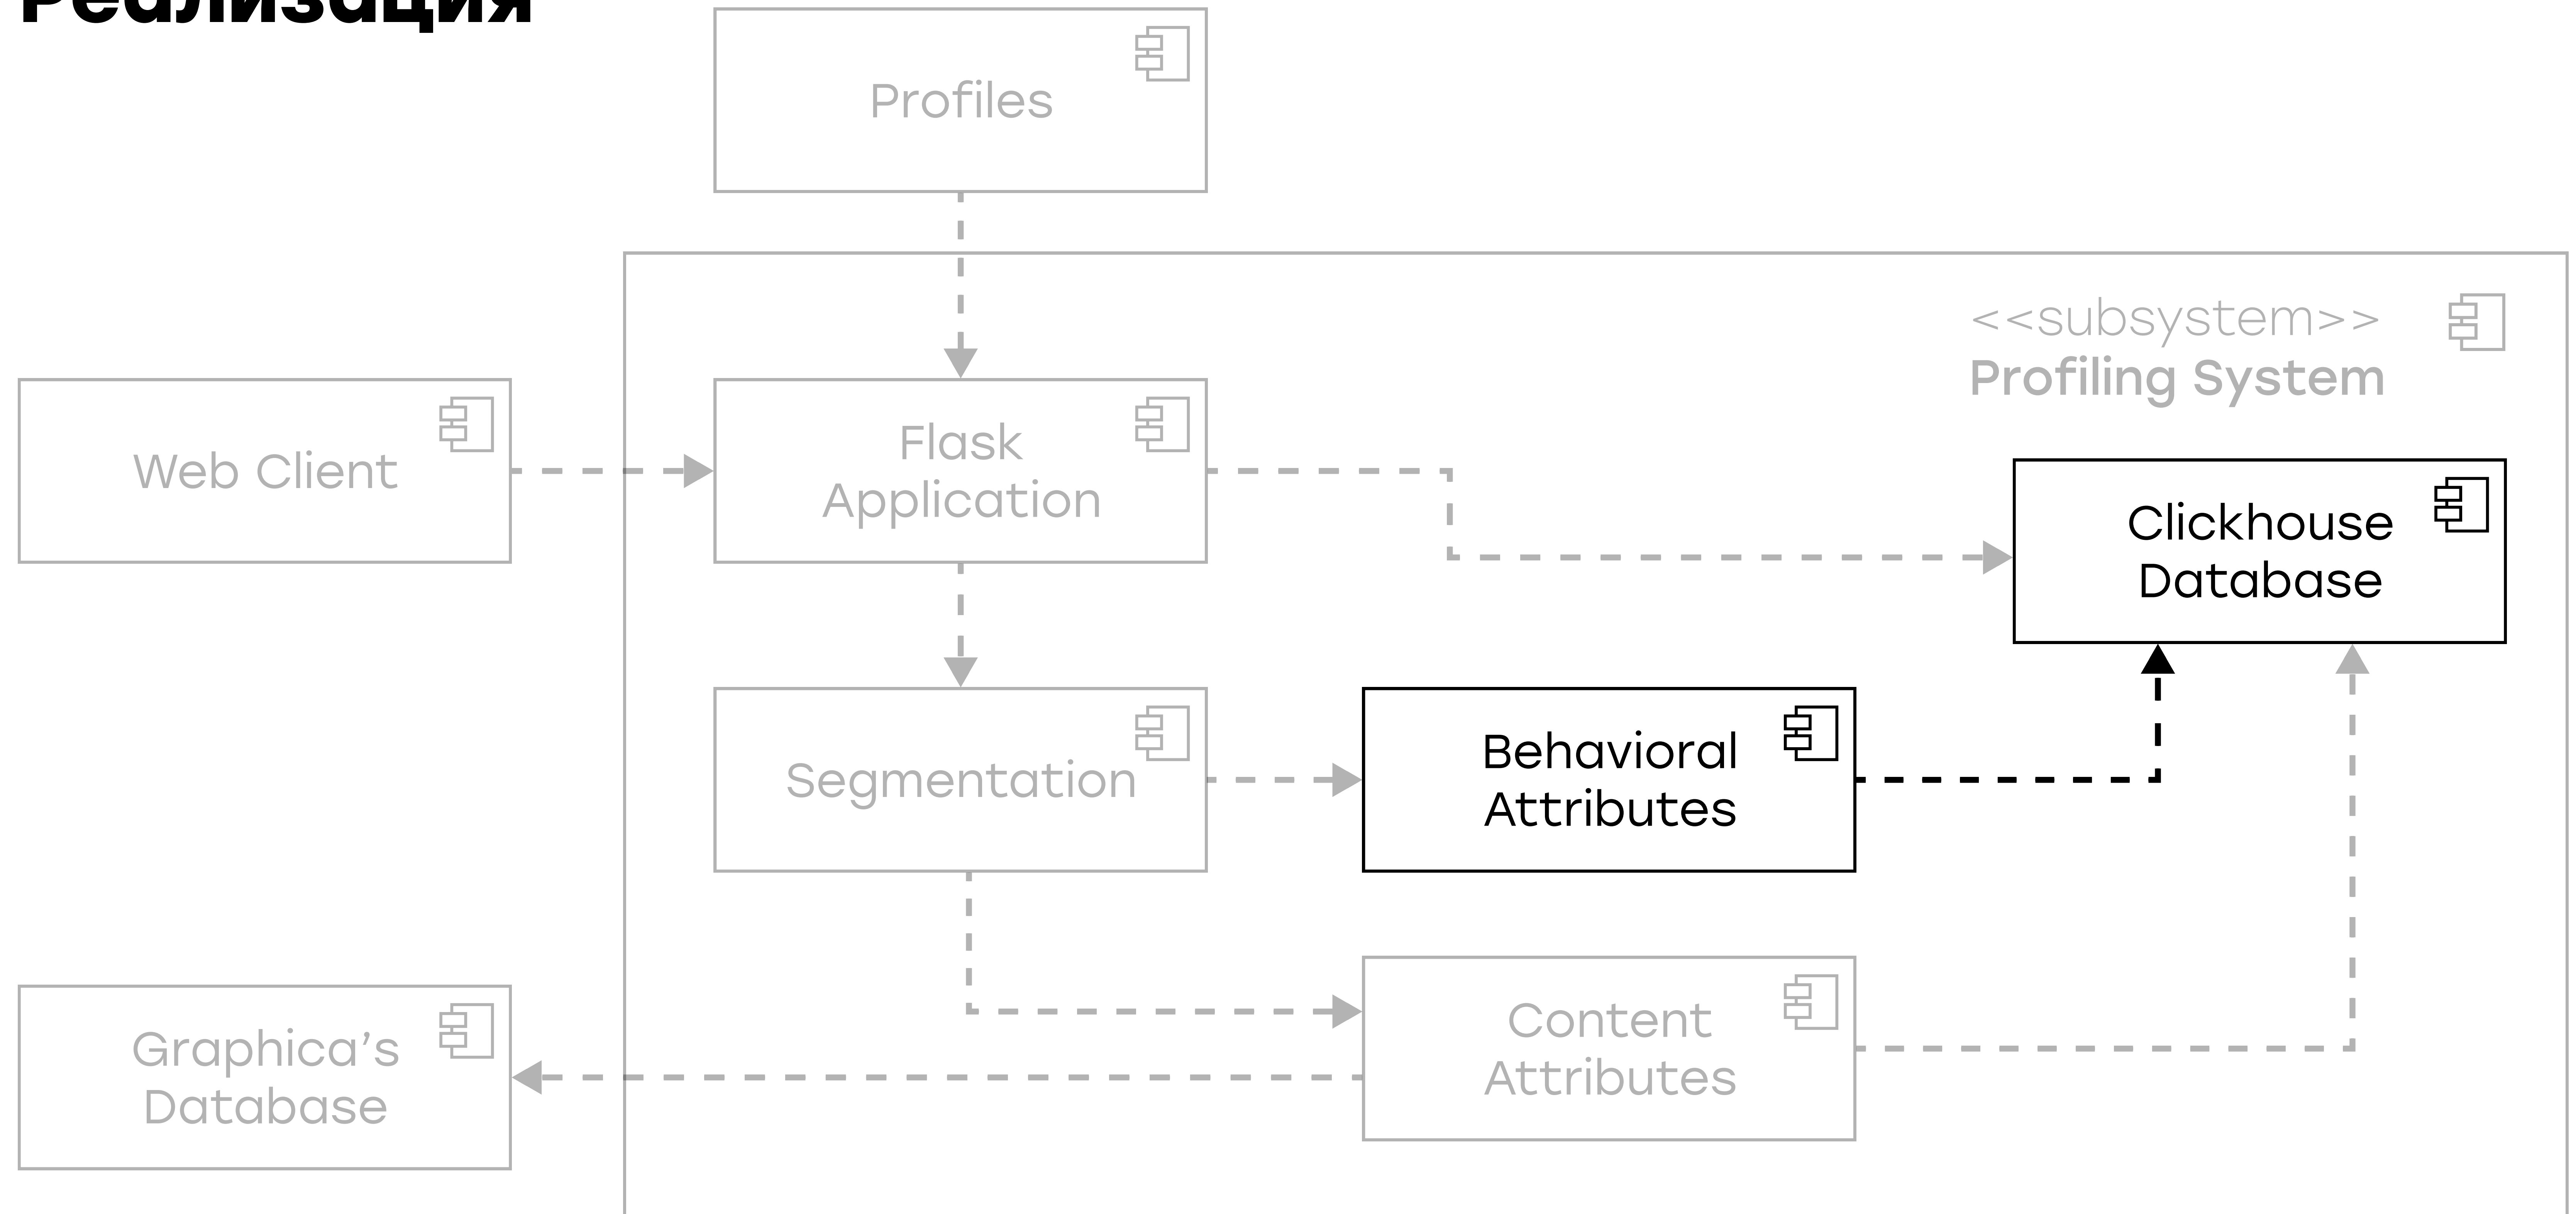 Реализация
Profiles
<<subsystem>>
Profiling System
Web Client
Flask
Application
Clickhouse
Database
Segmentation
Behavioral
Attributes
Graphica’s
Database
Content
Attributes